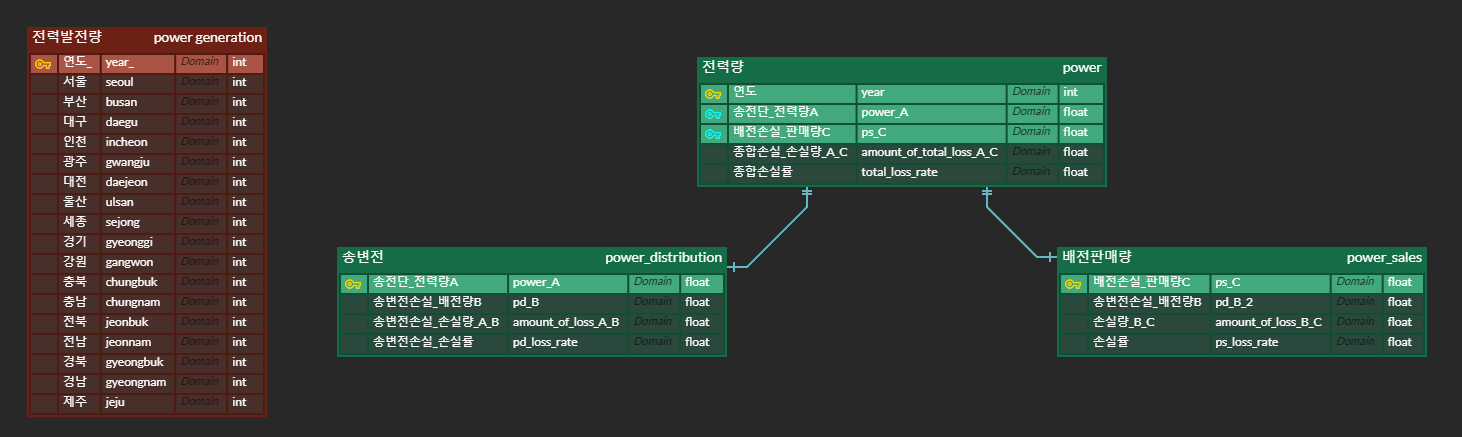 전력발전량 power generation
연도_ year_ Domain int
서울 seoul Domain int
부산 busan Domain int
대구 daegu Domain int
인천 incheon Domain int
광주 gwangju Domain int
대전 daejeon Domain int
울산 ulsan Domain int
세종 sejong Domain int
경기 gyeonggi Domain int
강원 gangwon Domain int
충북 chungbuk Domain int
충남 chungnam Domain int
전북 jeonbuk Domain int
전남 jeonnam Domain int
경북 gyeongbuk Domain int
경남 gyeongnam Domain int
제주 jeju Domain int
전력량 power
연도 year Domain int
송전단_전력량A power_A Domain float
배전손실_판매량C ps_C Domain float
종합손실_손실량_A_C amount_of_total_loss_A_C Domain float
종합손실률 total_loss_rate Domain float
송변전 power_distribution
송전단_전력량A power_A Domain float
송변전손실_배전량B pd_B Domain float
송변전손실_손실량_A_B amount_of_loss_A_B Domain float
송변전손실_손실률 pd_loss_rate Domain float
배전판매량 power_sales
배전손실_판매량C ps_C Domain float
송변전손실_배전량B pd_B_2 Domain float
손실량_B_C amount_of_loss_B_C Domain float
손실률 ps_loss_rate Domain float